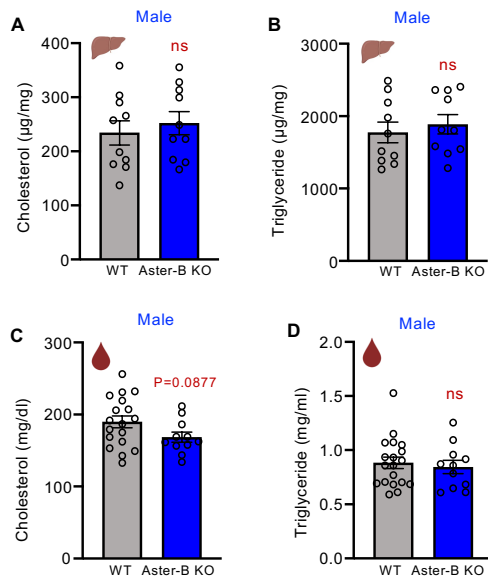 A
Male
Cholesterol (µg/mg)
400
300
200
100
0
ns
WT
Aster-B KO
B
Male
Triglyceride (µg/mg)
3000
2000
1000
0
ns
WT
Aster-B KO
C
Male
Cholesterol (mg/dl)
300
200
100
0
P=0.0877
WT
Aster-B KO
D
Male
Triglyceride (mg/ml)
2.0
1.5
1.0
0.5
0.0
ns
WT
Aster-B KO